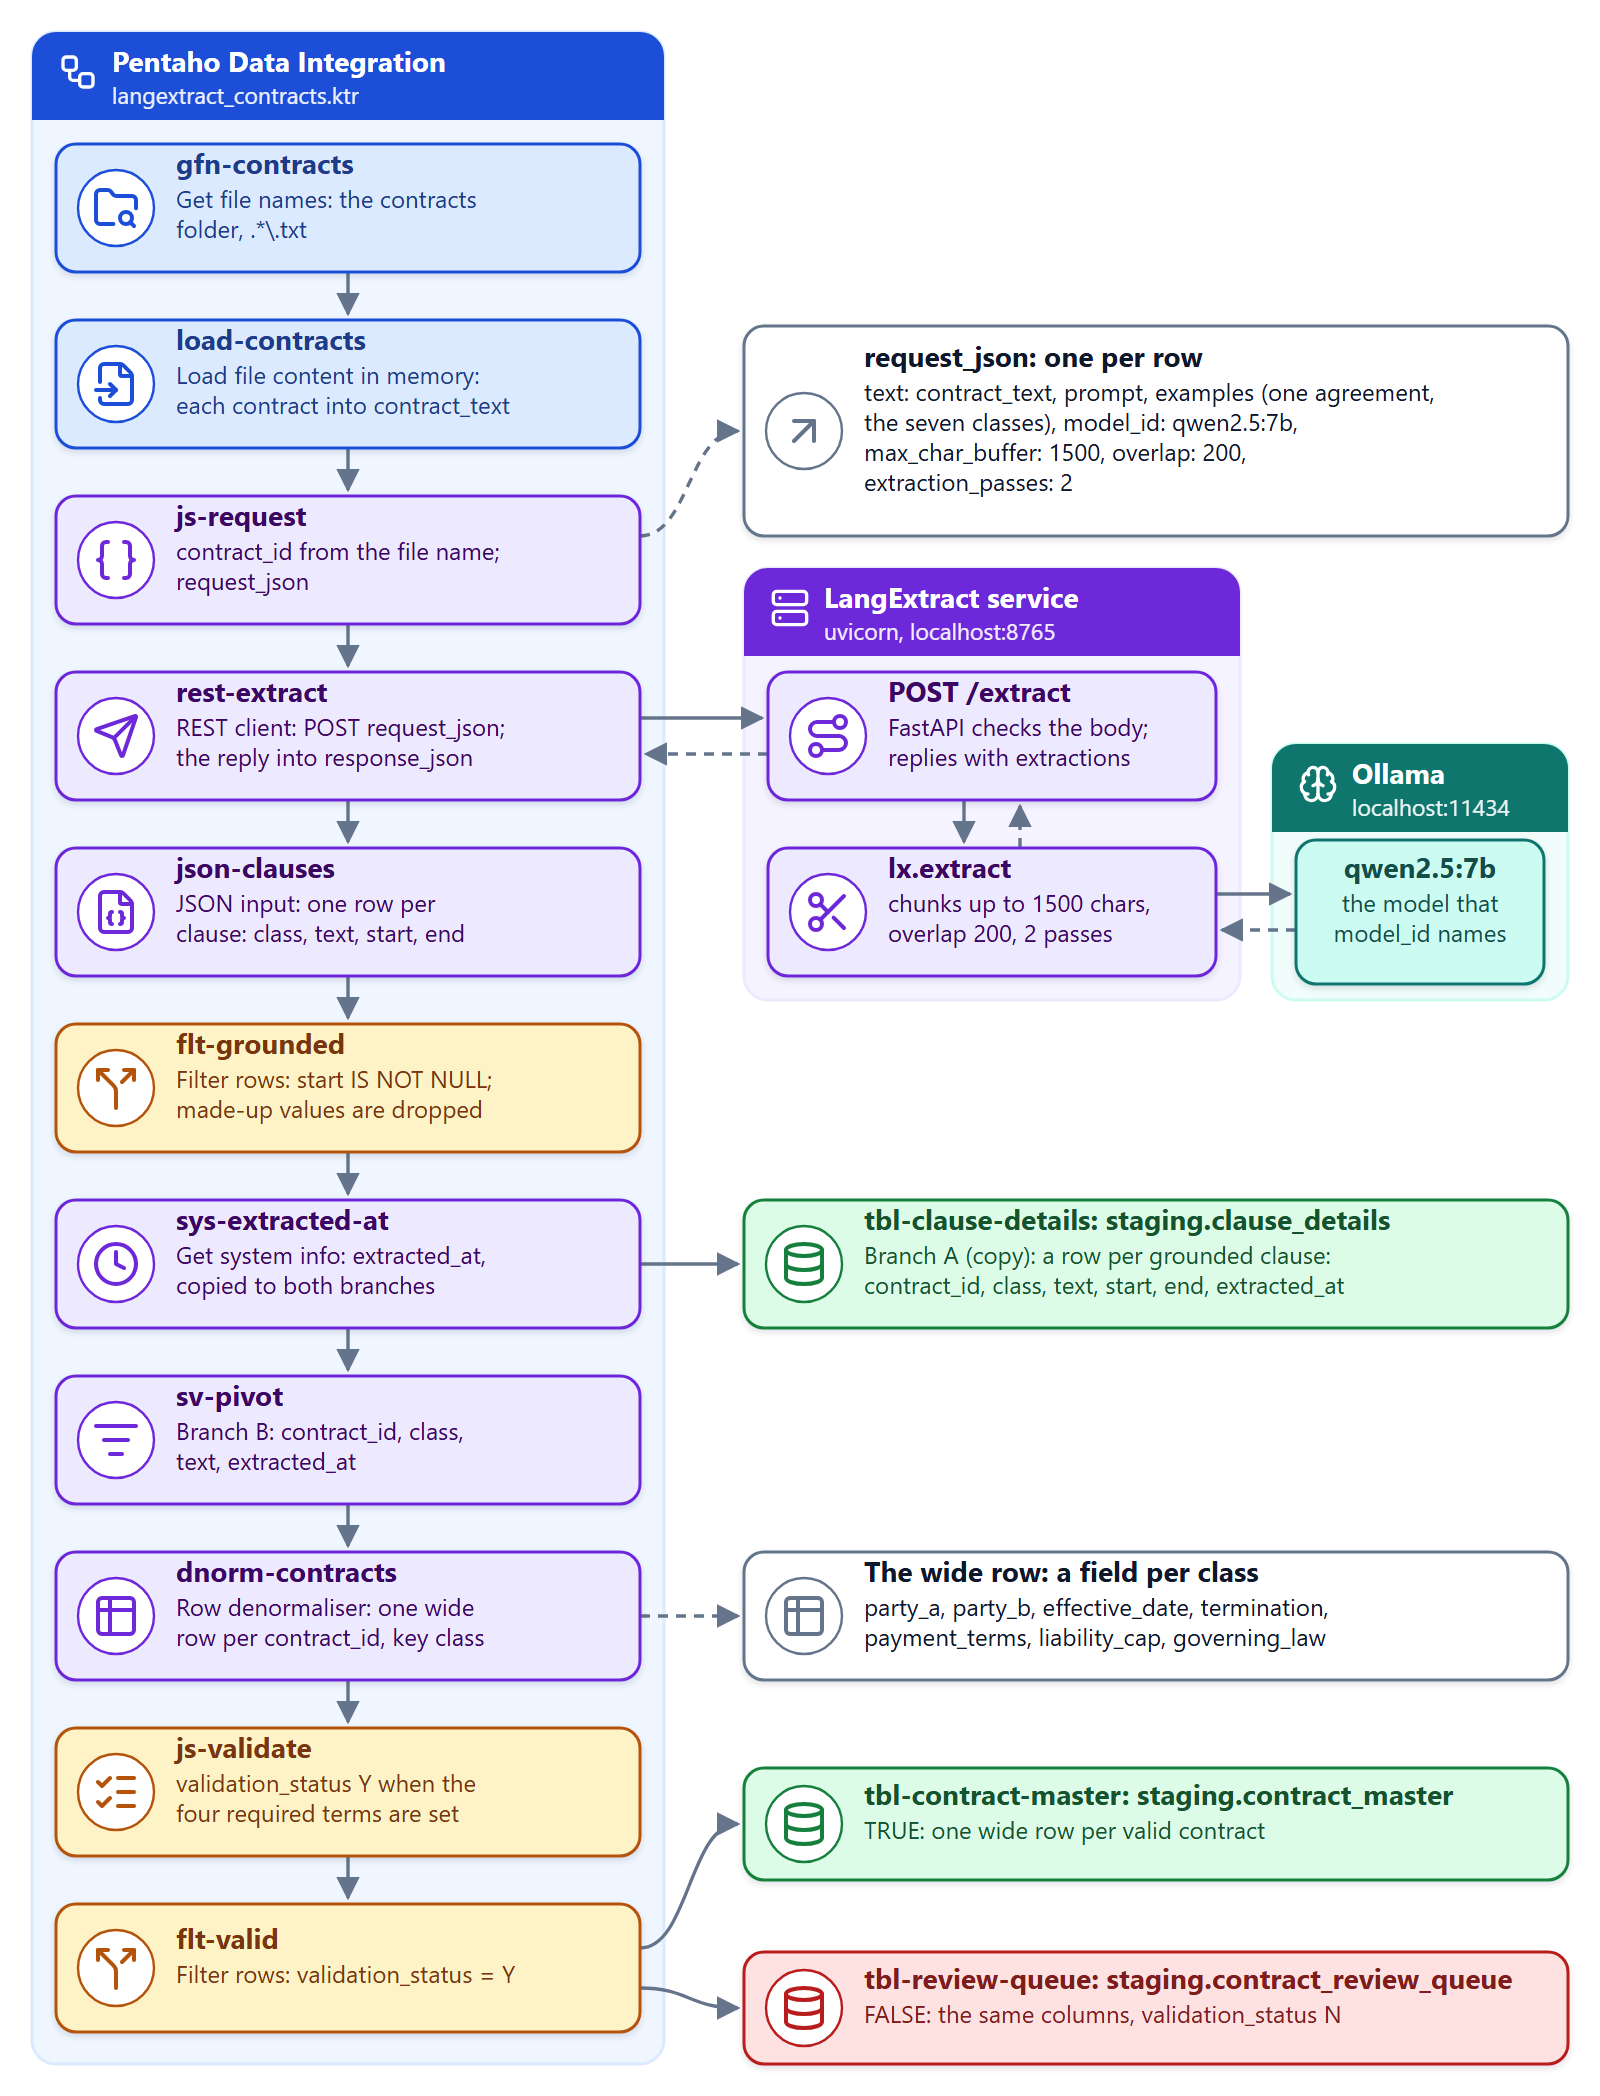 Pentaho Data Integration
langextract_contracts.ktr
gfn-contracts
Get file names: the contracts
folder, .*\.txt
load-contracts
Load file content in memory:
each contract into contract_text
js-request
contract_id from the file name;
request_json
request_json: one per row
text: contract_text, prompt, examples (one agreement,
the seven classes), model_id: qwen2.5:7b,
max_char_buffer: 1500, overlap: 200,
extraction_passes: 2
rest-extract
REST client: POST request_json;
the reply into response_json
LangExtract service
uvicorn, localhost:8765
POST /extract
FastAPI checks the body;
replies with extractions
lx.extract
chunks up to 1500 chars,
overlap 200, 2 passes
Ollama
localhost:11434
qwen2.5:7b
the model that
model_id names
json-clauses
JSON input: one row per
clause: class, text, start, end
flt-grounded
Filter rows: start IS NOT NULL;
made-up values are dropped
sys-extracted-at
Get system info: extracted_at,
copied to both branches
tbl-clause-details: staging.clause_details
Branch A (copy): a row per grounded clause:
contract_id, class, text, start, end, extracted_at
sv-pivot
Branch B: contract_id, class,
text, extracted_at
dnorm-contracts
Row denormaliser: one wide
row per contract_id, key class
The wide row: a field per class
party_a, party_b, effective_date, termination,
payment_terms, liability_cap, governing_law
js-validate
validation_status Y when the
four required terms are set
tbl-contract-master: staging.contract_master
TRUE: one wide row per valid contract
flt-valid
Filter rows: validation_status = Y
tbl-review-queue: staging.contract_review_queue
FALSE: the same columns, validation_status N